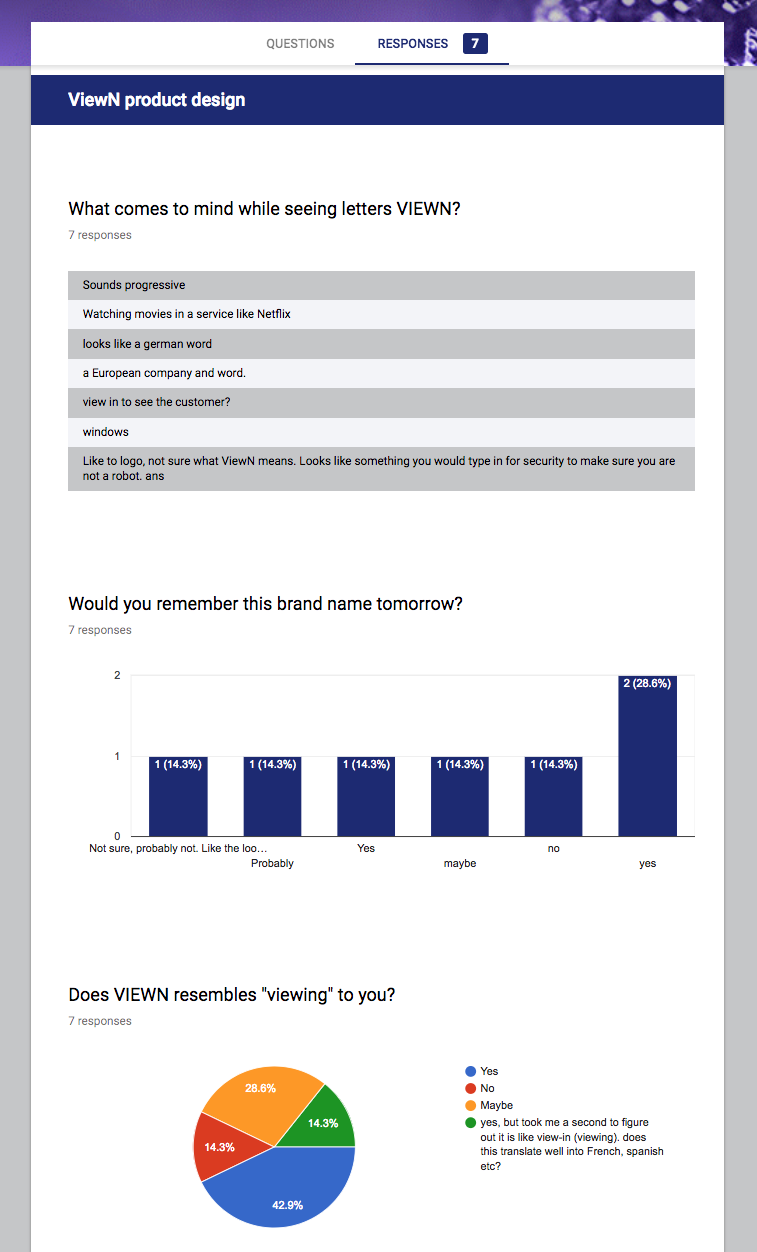 QUESTIONS
RESPONSES 7
ViewN product design
What comes to mind while seeing letters VIEWN?
7 responses
Sounds progressive
Watching movies in a service like Netflix
looks like a german word
a European company and word.
view in to see the customer?
windows
Like to logo, not sure what ViewN means. Looks like something you would type in for security to make sure you are
not a robot. ans
Would you remember this brand name tomorrow?
7 responses
2
1
0
1 (14.3%)
1 (14.3%)
1 (14.3%)
1 (14.3%)
1 (14.3%)
2 (28.6%)
Not sure, probably not. Like the loo…
Probably
Yes
maybe
no
yes
Does VIEWN resembles "viewing" to you?
7 responses
28.6%
14.3%
14.3%
42.9%
Yes
No
Maybe
yes, but took me a second to figure
out it is like view-in (viewing). does
this translate well into French, spanish
etc?